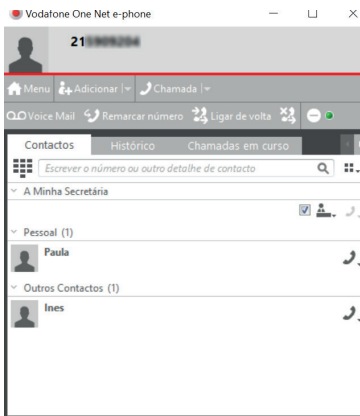 Vodafone One Net e-phone
21
Menu Adicionar Chamada
Voice Mail Remarcar número Ligar de volta
Contactos Histórico Chamadas em curso
Escrever o número ou outro detalhe de contacto
A Minha Secretária
Pessoal (1)
Paula
Outros Contactos (1)
Ines